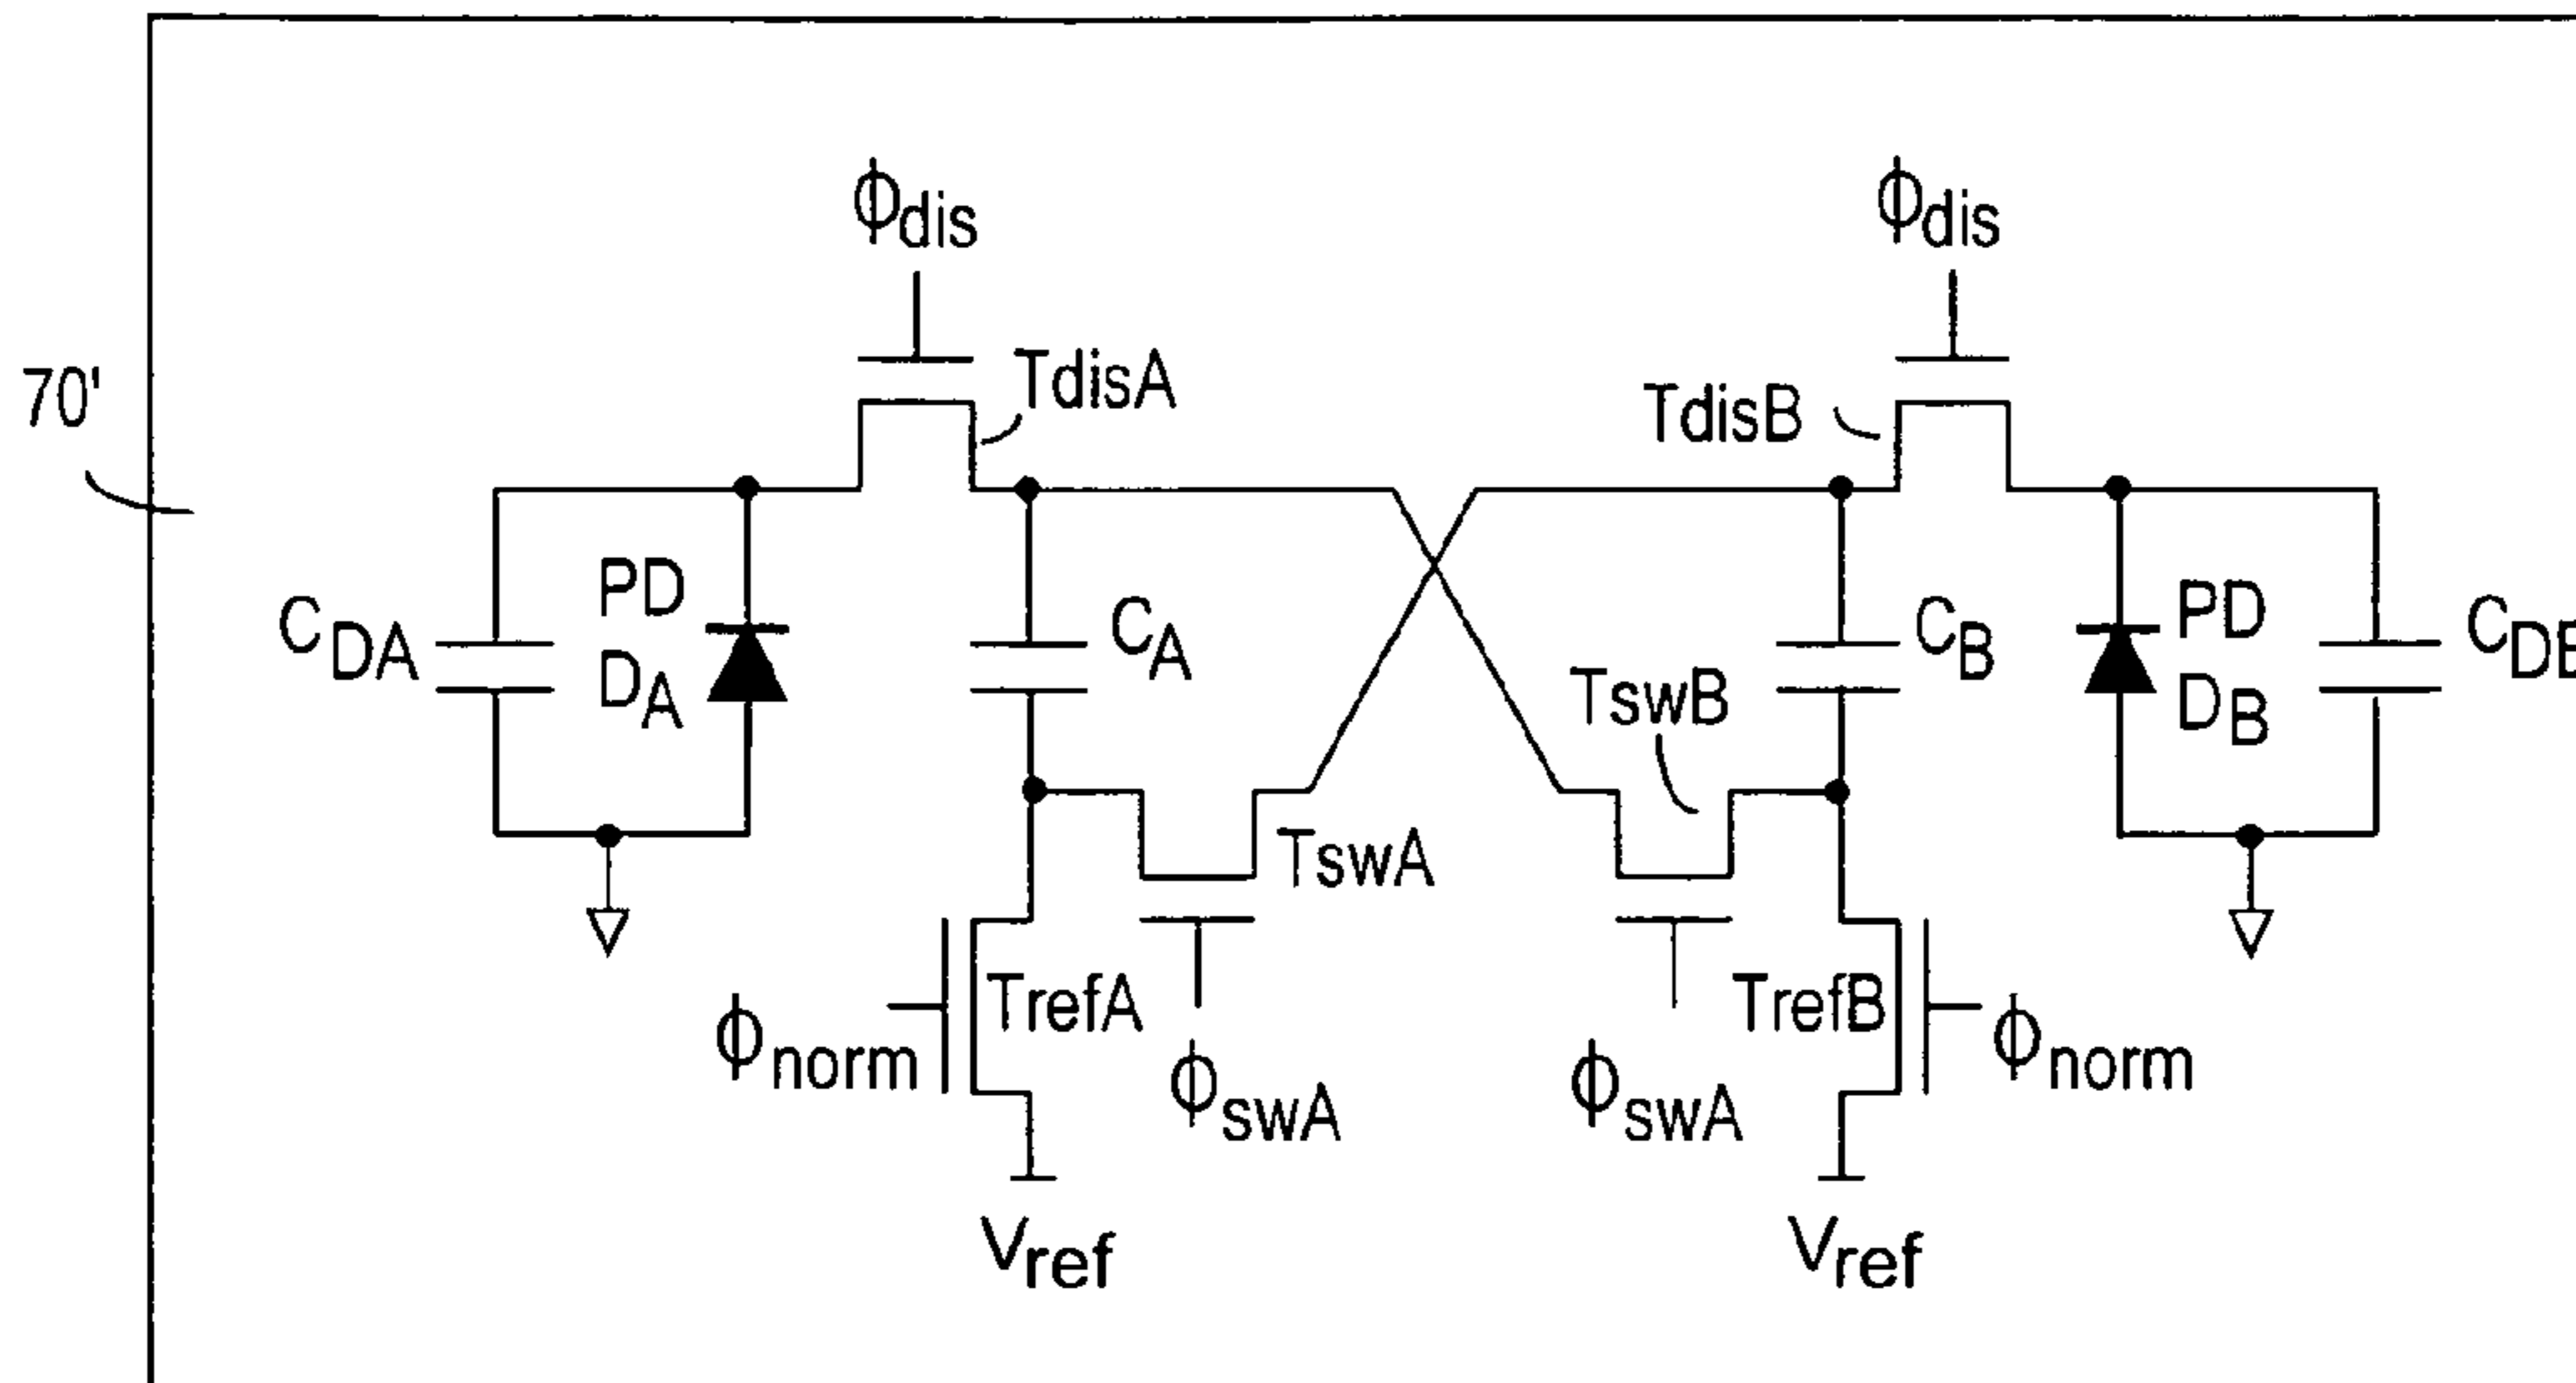 ϕdis
ϕdis
70'
TdisA
TdisB
CDA
PD
DA
CA
TswB
CB
PD
DB
TswA
ϕnorm
TrefA
ϕswA
TrefB
ϕswA
ϕnorm
Vref
Vref